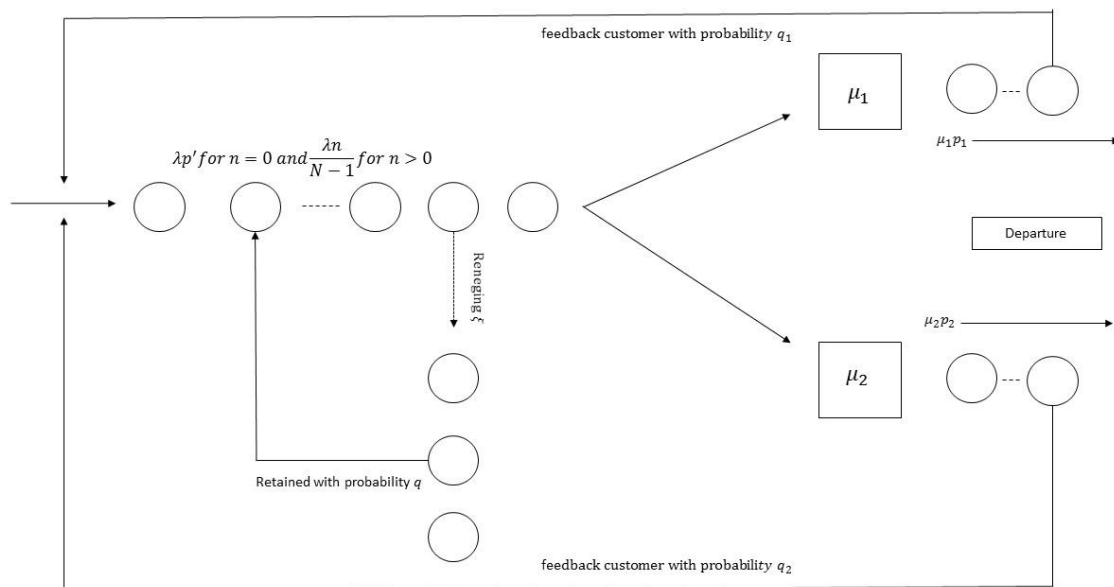 feedback customer with probability q₁
μ₁
μ₁p₁
λp′ for n = 0 and λn/(N − 1) for n > 0
Departure
Reneging ξ
μ₂p₂
μ₂
Retained with probability q
feedback customer with probability q₂